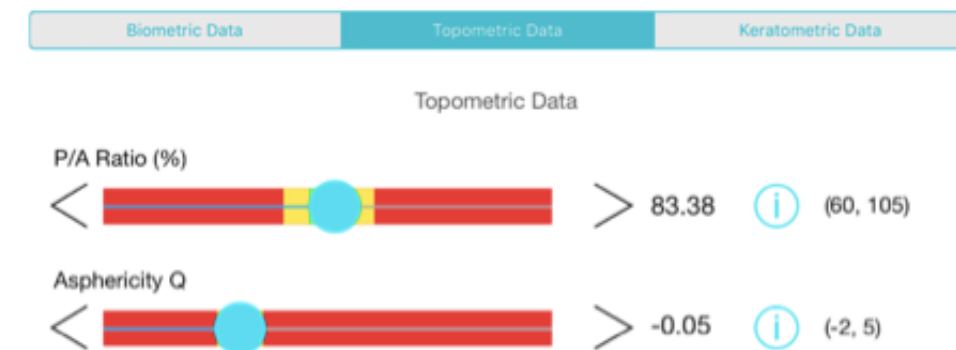 Biometric Data Topometric Data Keratometric Data
Topometric Data
P/A Ratio (%)
83.38 i (60, 105)
Asphericity Q
-0.05 i (-2, 5)